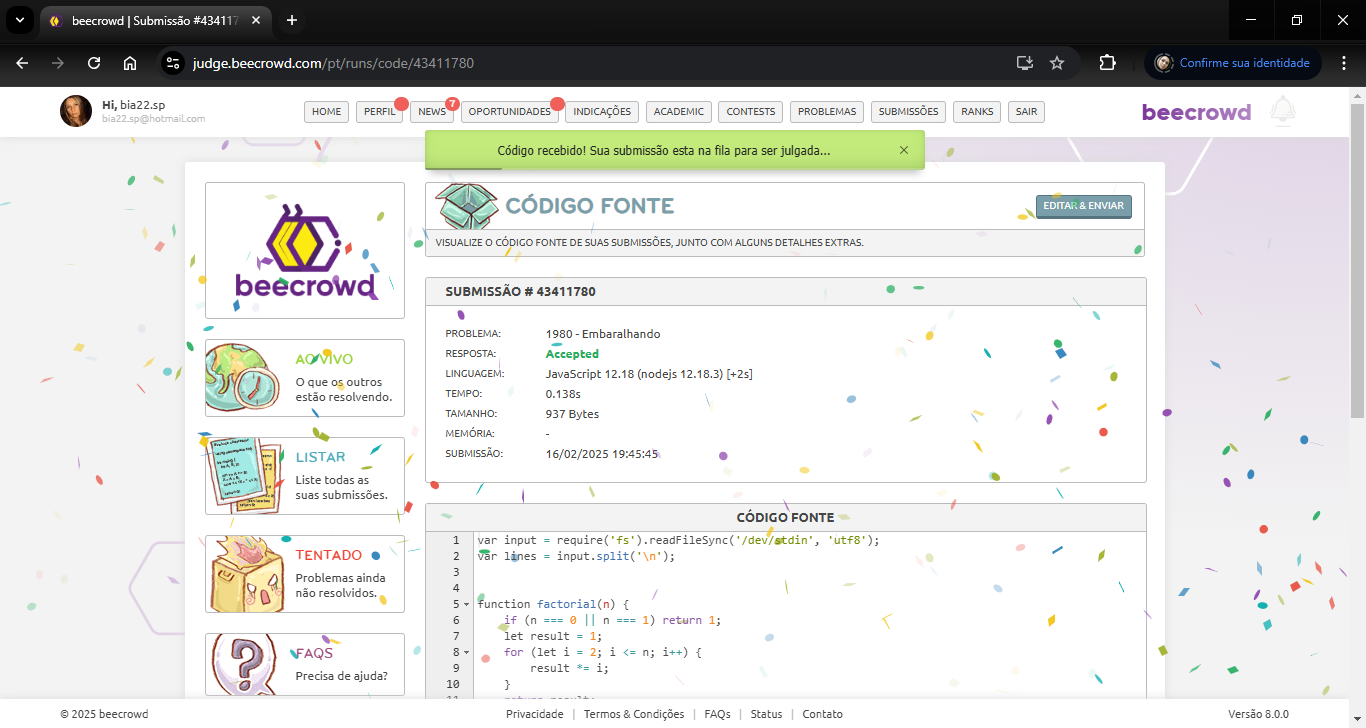 beecrowd | Submissão #43411
judge.beecrowd.com/pt/runs/code/43411780
Confirme sua identidade
Hi, bia22.sp
bia22.sp@hotmail.com
HOME
PERFIL
NEWS
7
OPORTUNIDADES
INDICAÇÕES
ACADEMIC
CONTESTS
PROBLEMAS
SUBMISSÕES
RANKS
SAIR
beecrowd
Código recebido! Sua submissão esta na fila para ser julgada...
beecrowd
CÓDIGO FONTE
EDITAR & ENVIAR
VISUALIZE O CÓDIGO FONTE DE SUAS SUBMISSÕES, JUNTO COM ALGUNS DETALHES EXTRAS.
SUBMISSÃO # 43411780
PROBLEMA: 1980 - Embaralhando
RESPOSTA: Accepted
LINGUAGEM: JavaScript 12.18 (nodejs 12.18.3) [+2s]
TEMPO: 0.138s
TAMANHO: 937 Bytes
MEMÓRIA: -
SUBMISSÃO: 16/02/2025 19:45:45
AO VIVO
O que os outros
estão resolvendo.
LISTAR
Liste todas as
suas submissões.
TENTADO
Problemas ainda
não resolvidos.
FAQS
Precisa de ajuda?
CÓDIGO FONTE
1 var input = require('fs').readFileSync('/dev/stdin', 'utf8');
2 var lines = input.split('\n');
3
4
5 function factorial(n) {
6 if (n === 0 || n === 1) return 1;
7 let result = 1;
8 for (let i = 2; i <= n; i++) {
9 result *= i;
10 }
11 return result;
© 2025 beecrowd
Privacidade | Termos & Condições | FAQs | Status | Contato
Versão 8.0.0